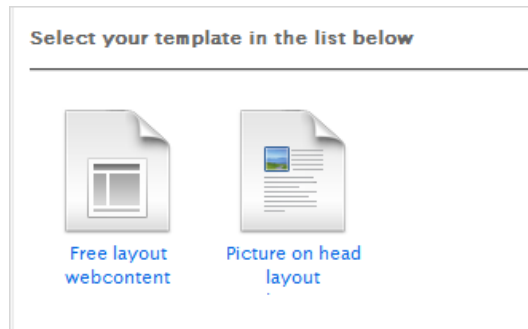 Select your template in the list below
Free layout
webcontent
Picture on head
layout